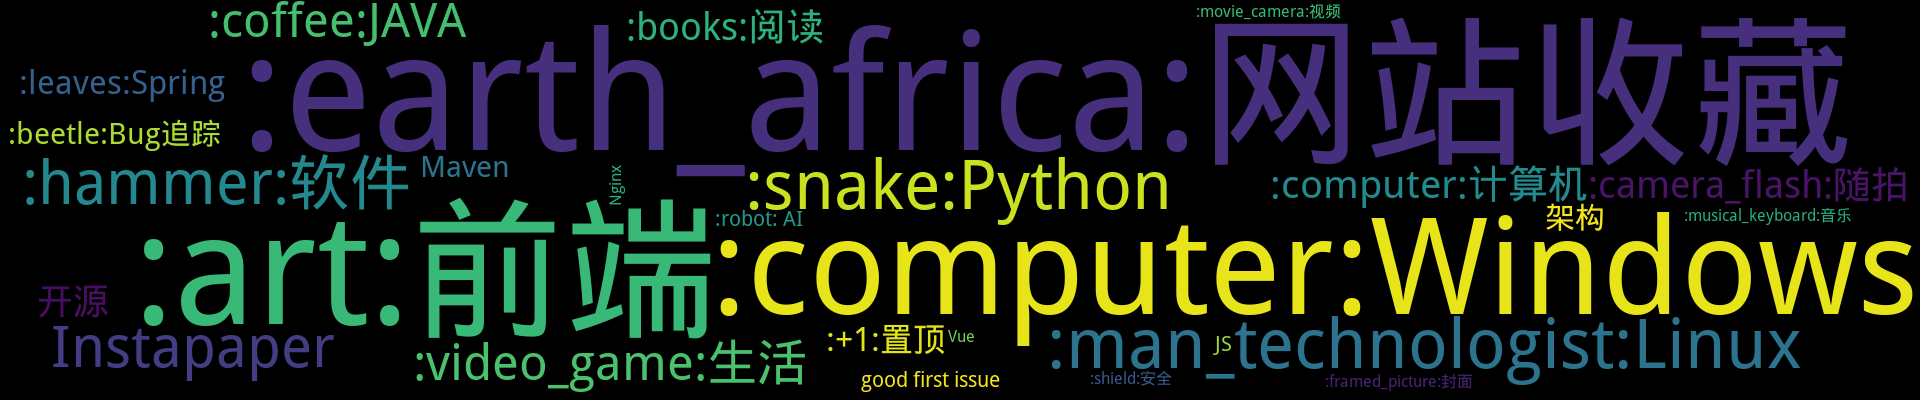 :coffee:JAVA
:books:阅读
:movie_camera:视频
:leaves:Spring
:earth_africa:网站收藏
:beetle:Bug追踪
:hammer:软件
Maven
Nginx
:snake:Python
:computer:计算机
:camera_flash:随拍
:art:前端
:robot: AI
:computer:Windows
架构
:musical_keyboard:音乐
开源
Instapaper
:video_game:生活
:+1:置顶
Vue
good first issue
:man_technologist:Linux
JS
:shield:安全
:framed_picture:封面